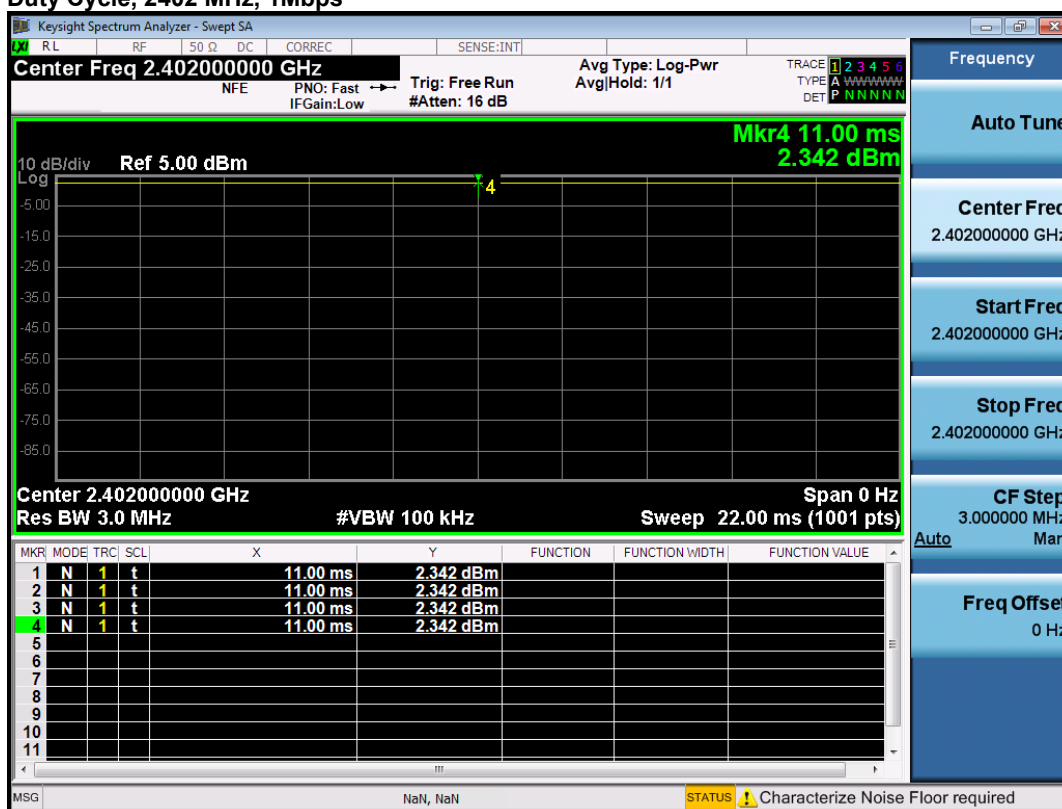 Duty Cycle, 2402 MHz, 1Mbps
Keysight Spectrum Analyzer - Swept SA
LXI RL RF 50 Ω DC CORREC SENSE:INT
Center Freq 2.402000000 GHz
NFE PNO: Fast IFGain:Low
Trig: Free Run
#Atten: 16 dB
Avg Type: Log-Pwr
Avg|Hold: 1/1
TRACE 1 2 3 4 5 6
TYPE A WWWWW
DET P N N N N N
Mkr4 11.00 ms
2.342 dBm
10 dB/div Ref 5.00 dBm
Log
4
-5.00
-15.0
-25.0
-35.0
-45.0
-55.0
-65.0
-75.0
-85.0
Center 2.402000000 GHz Span 0 Hz
Res BW 3.0 MHz #VBW 100 kHz Sweep 22.00 ms (1001 pts)
MKR MODE TRC SCL X Y FUNCTION FUNCTION WIDTH FUNCTION VALUE
1 N 1 t 11.00 ms 2.342 dBm
2 N 1 t 11.00 ms 2.342 dBm
3 N 1 t 11.00 ms 2.342 dBm
4 N 1 t 11.00 ms 2.342 dBm
5
6
7
8
9
10
11
MSG NaN, NaN STATUS Characterize Noise Floor required
Frequency
Auto Tune
Center Freq
2.402000000 GHz
Start Freq
2.402000000 GHz
Stop Freq
2.402000000 GHz
CF Step
3.000000 MHz
Auto Man
Freq Offset
0 Hz